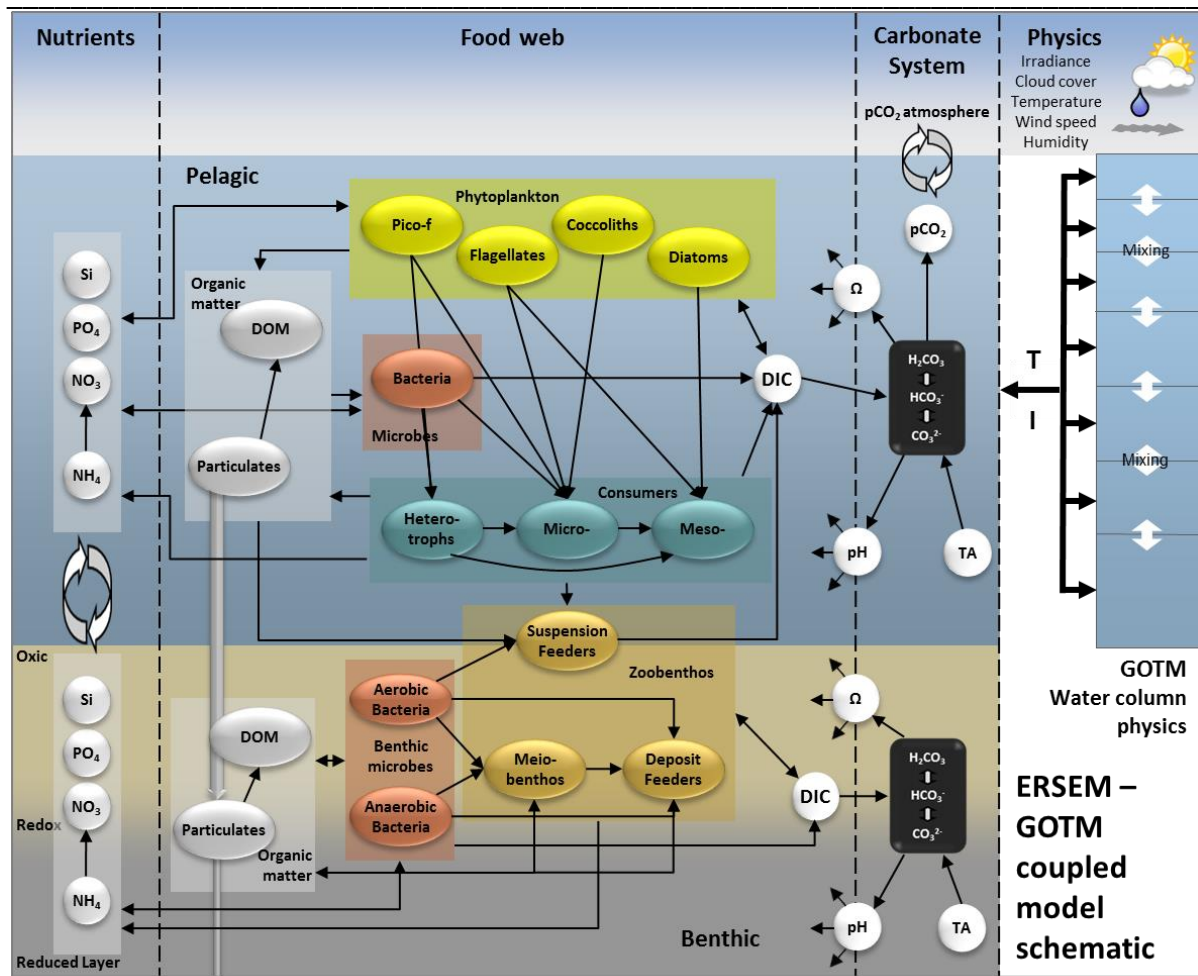 Nutrients
Food web
Carbonate
System
Physics
Irradiance
Cloud cover
Temperature
Wind speed
Humidity
pCO₂ atmosphere
Pelagic
Phytoplankton
Pico-f
Flagellates
Coccoliths
Diatoms
pCO₂
Mixing
Si
PO₄
NO₃
NH₄
Organic
matter
DOM
Particulates
Bacteria
Microbes
DIC
Ω
H₂CO₃
HCO₃⁻
CO₃²⁻
T
I
Mixing
Consumers
Hetero-
trophs
Micro-
Meso-
pH
TA
Suspension
Feeders
Zoobenthos
Oxic
Si
PO₄
NO₃
Redox
NH₄
Reduced Layer
DOM
Particulates
Organic
matter
Aerobic
Bacteria
Benthic
microbes
Anaerobic
Bacteria
Meio-
benthos
Deposit
Feeders
DIC
Ω
H₂CO₃
HCO₃⁻
CO₃²⁻
pH
TA
Benthic
GOTM
Water column
physics
ERSEM –
GOTM
coupled
model
schematic